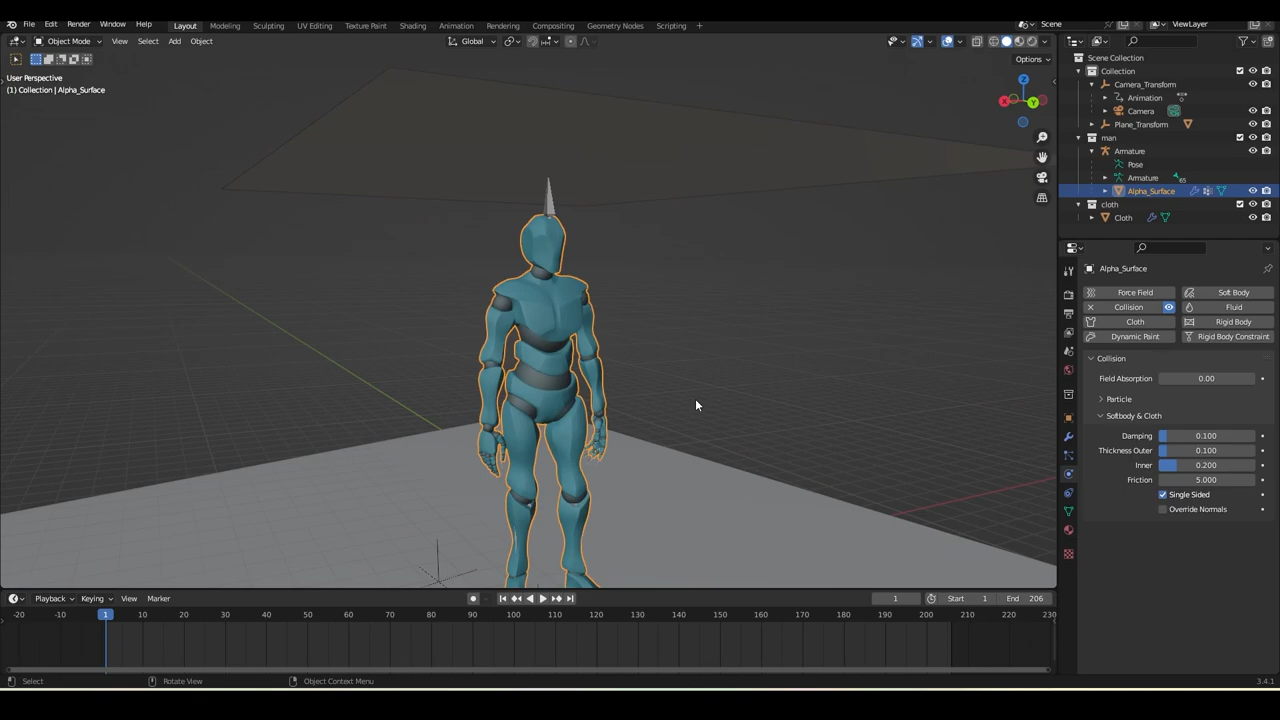 File Edit Render Window Help Layout Modeling Sculpting UV Editing Texture Paint Shading Animation Rendering Compositing Geometry Nodes Scripting + Scene ViewLayer
Object Mode View Select Add Object Global
Options
User Perspective
(1) Collection | Alpha_Surface
Z
X
Y
Scene Collection
Collection
Camera_Transform
Animation
Camera
Plane_Transform
man
Armature
Pose
Armature
65
Alpha_Surface
cloth
Cloth
Alpha_Surface
Force Field Soft Body
Collision Fluid
Cloth Rigid Body
Dynamic Paint Rigid Body Constraint
Collision
Field Absorption 0.00
Particle
Softbody & Cloth
Damping 0.100
Thickness Outer 0.100
Inner 0.200
Friction 5.000
Single Sided
Override Normals
Playback Keying View Marker 1 Start 1 End 206
-20 -10 1 10 20 30 40 50 60 70 80 90 100 110 120 130 140 150 160 170 180 190 200 210 220 230
Select Rotate View Object Context Menu 3.4.1